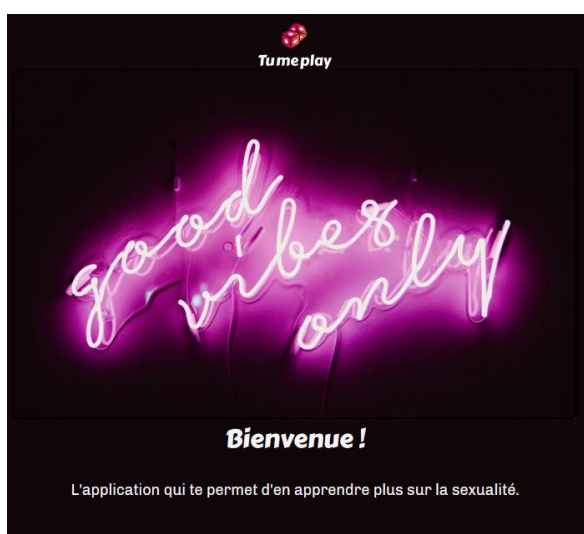 Tumeplay
good
vibes
only
Bienvenue !
L'application qui te permet d'en apprendre plus sur la sexualité.